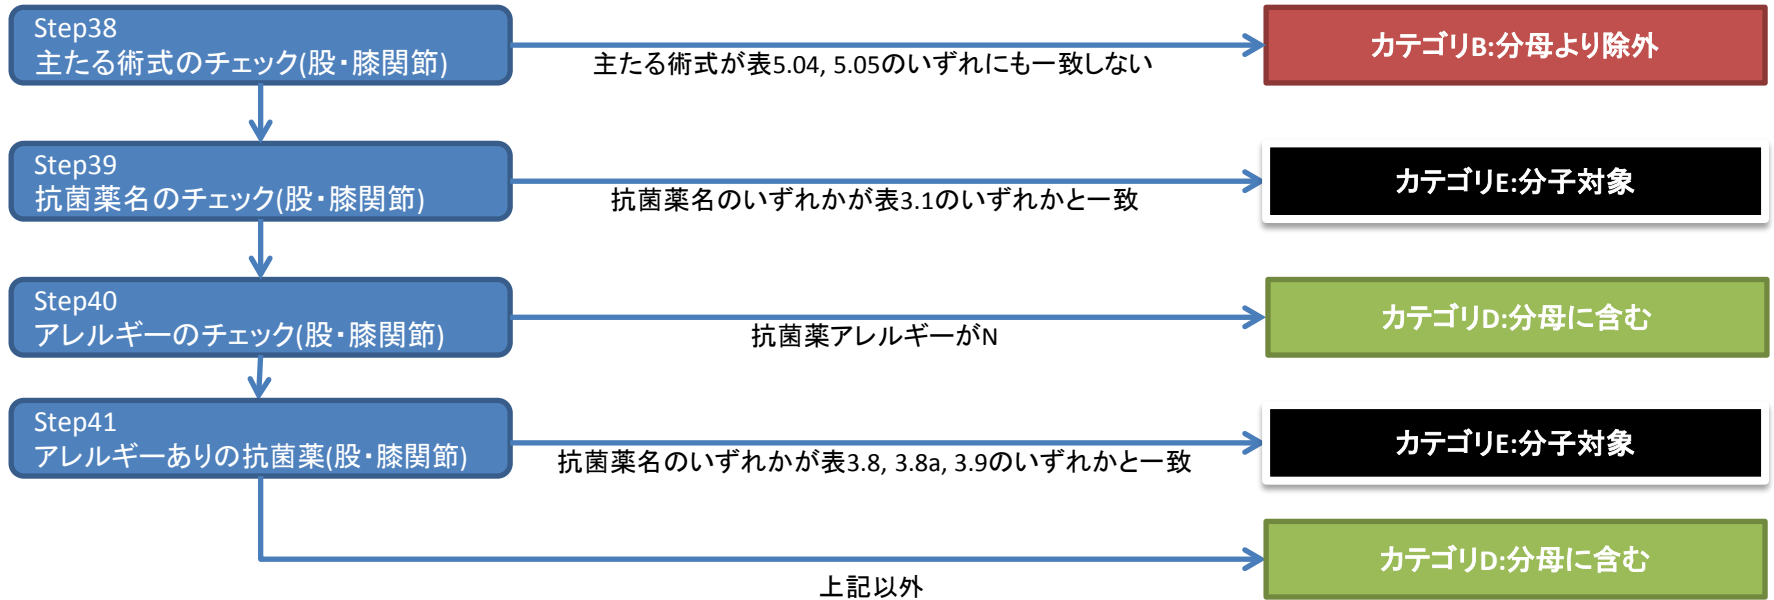 Step38
主たる術式のチェック(股・膝関節)
主たる術式が表5.04, 5.05のいずれにも一致しない
カテゴリB:分母より除外
Step39
抗菌薬名のチェック(股・膝関節)
抗菌薬名のいずれかが表3.1のいずれかと一致
カテゴリE:分子対象
Step40
アレルギーのチェック(股・膝関節)
抗菌薬アレルギーがN
カテゴリD:分母に含む
Step41
アレルギーありの抗菌薬(股・膝関節)
抗菌薬名のいずれかが表3.8, 3.8a, 3.9のいずれかと一致
カテゴリE:分子対象
上記以外
カテゴリD:分母に含む